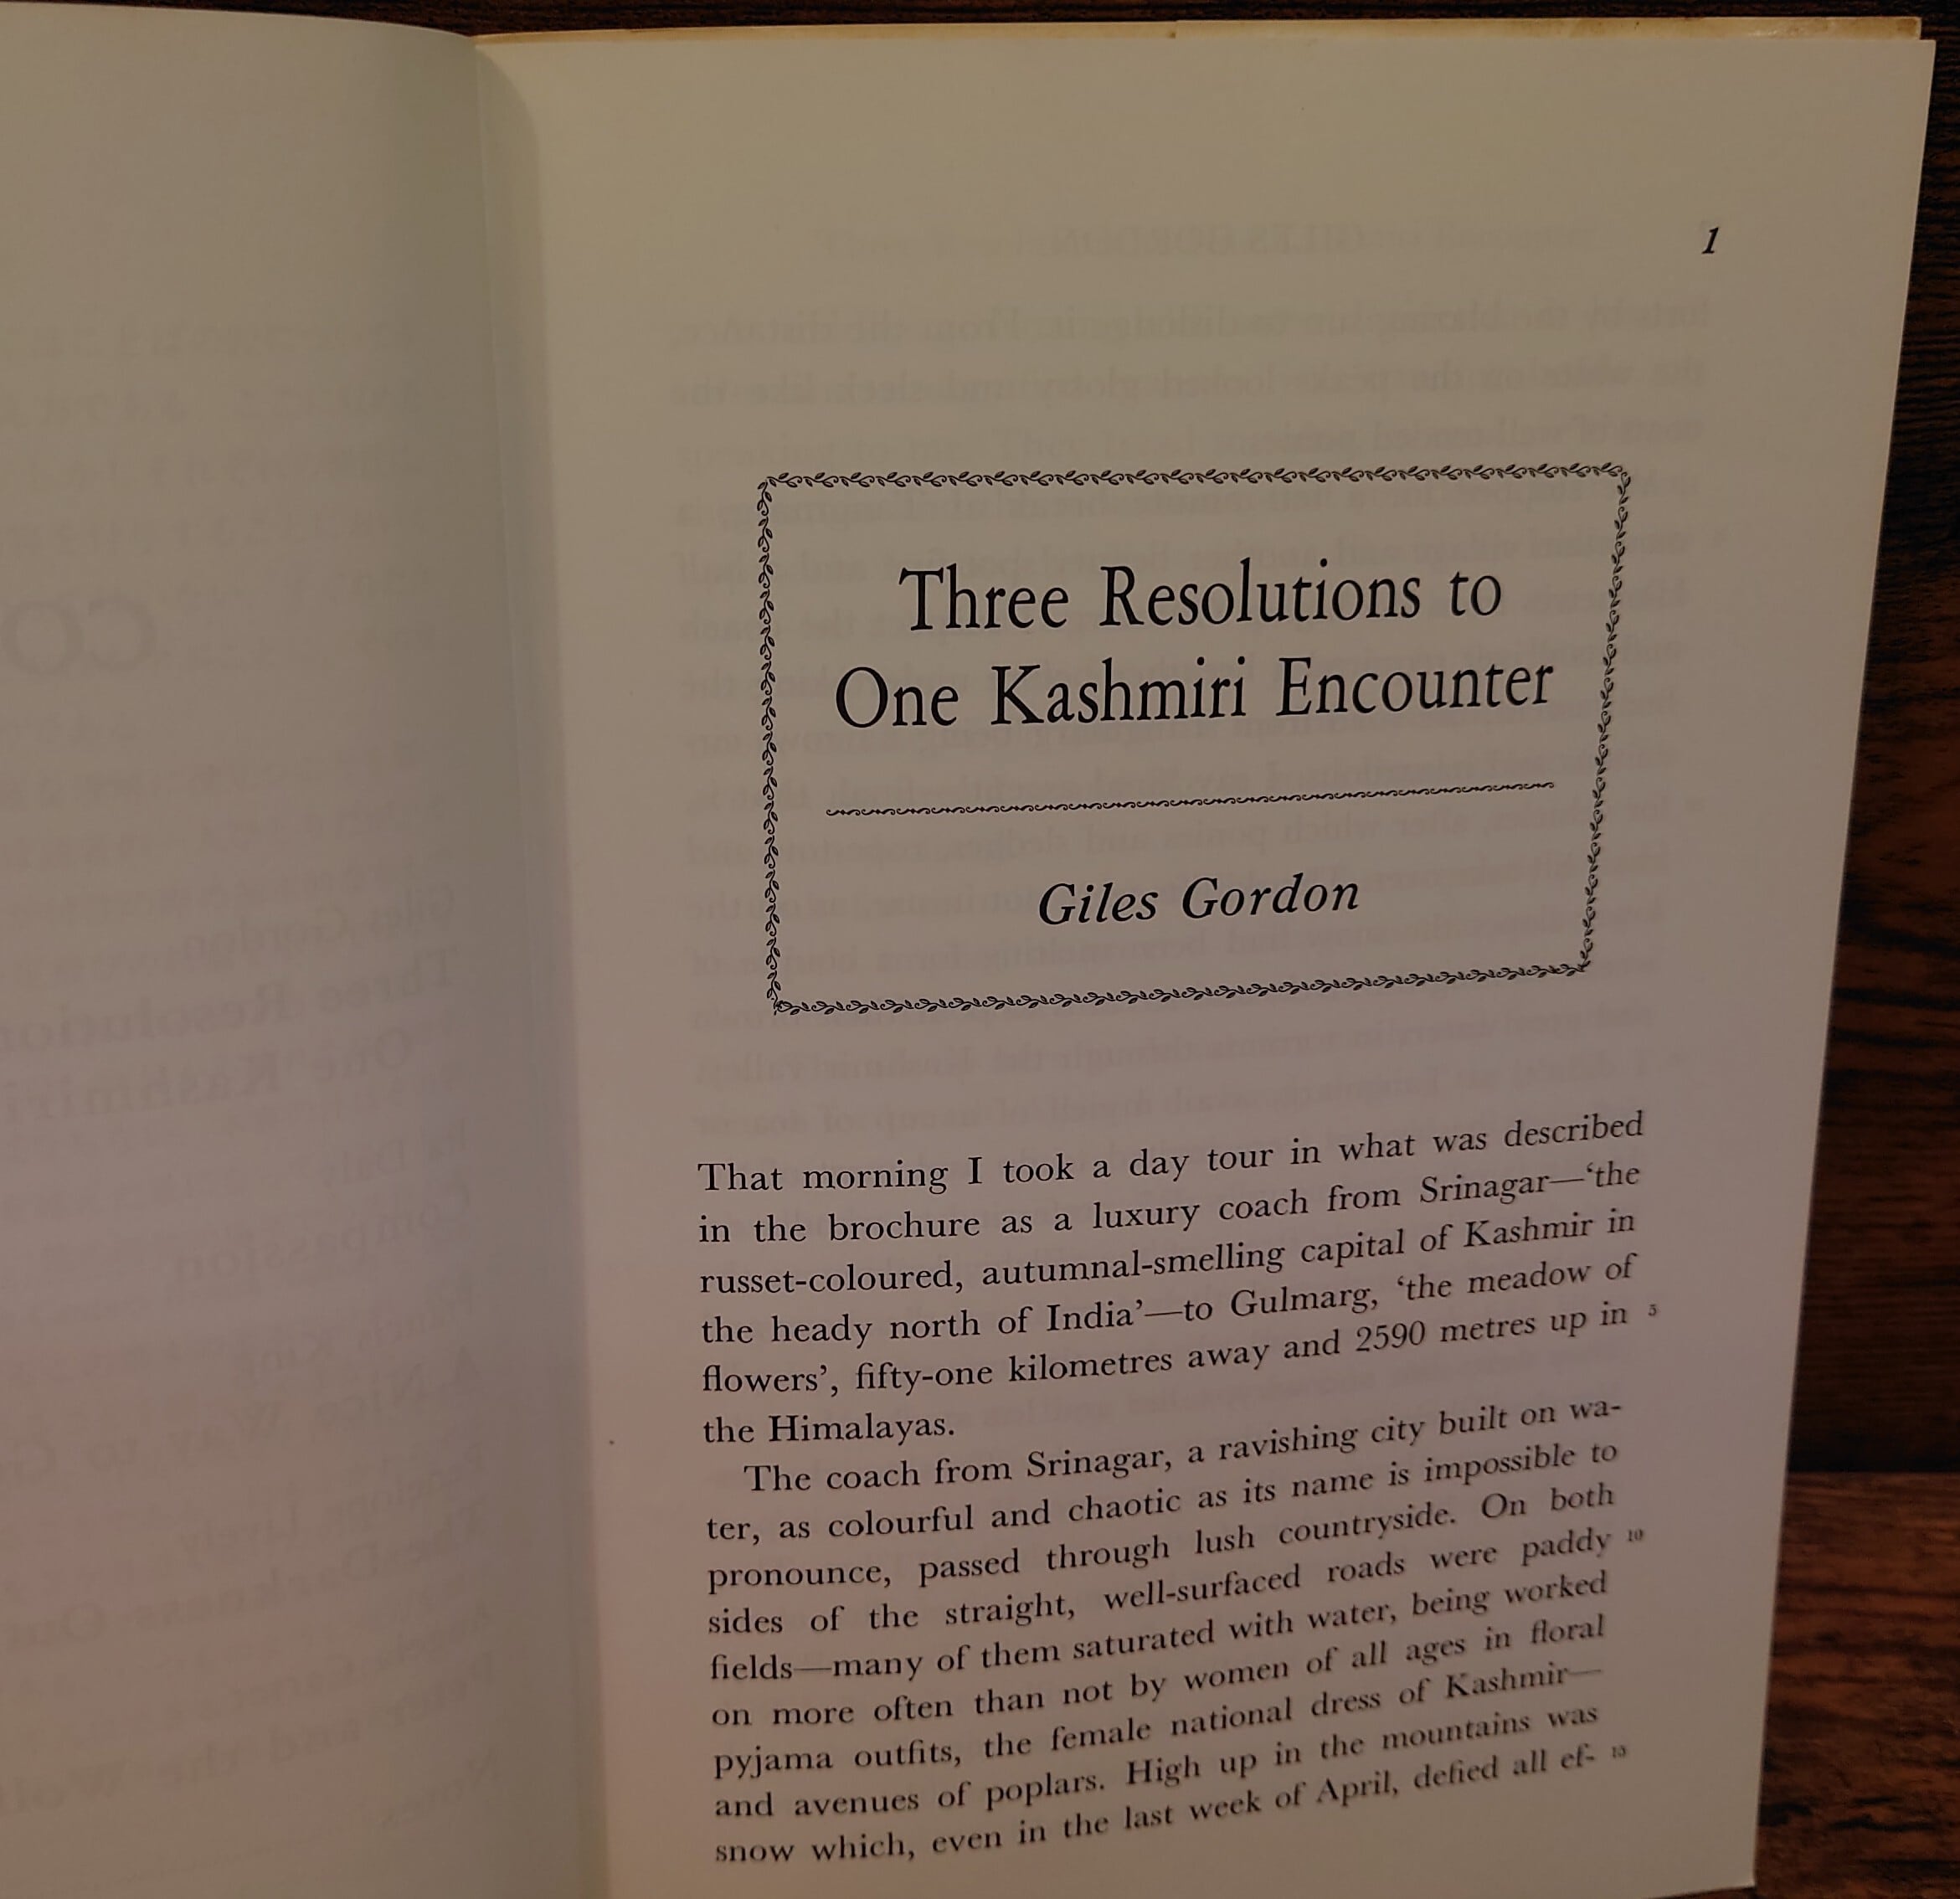 1
Three Resolutions to
One Kashmiri Encounter
Giles Gordon
That morning I took a day tour in what was described
in the brochure as a luxury coach from Srinagar—‘the
russet-coloured, autumnal-smelling capital of Kashmir in
the heady north of India’—to Gulmarg, ‘the meadow of
flowers’, fifty-one kilometres away and 2590 metres up in 5
the Himalayas.
The coach from Srinagar, a ravishing city built on wa-
ter, as colourful and chaotic as its name is impossible to
pronounce, passed through lush countryside. On both
sides of the straight, well-surfaced roads were paddy 10
fields—many of them saturated with water, being worked
on more often than not by women of all ages in floral
pyjama outfits, the female national dress of Kashmir—
and avenues of poplars. High up in the mountains was
snow which, even in the last week of April, defied all ef- 15